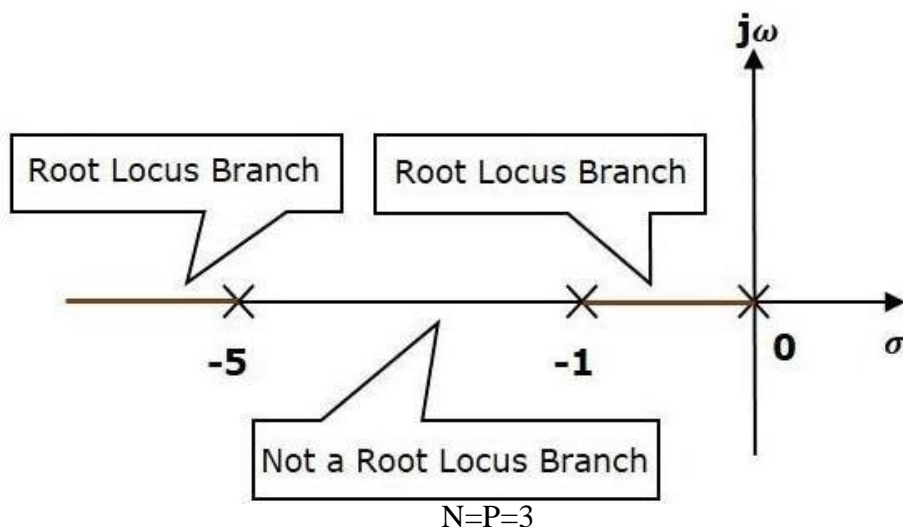 jω
Root Locus Branch
Root Locus Branch
-5
-1
0
σ
Not a Root Locus Branch
N=P=3